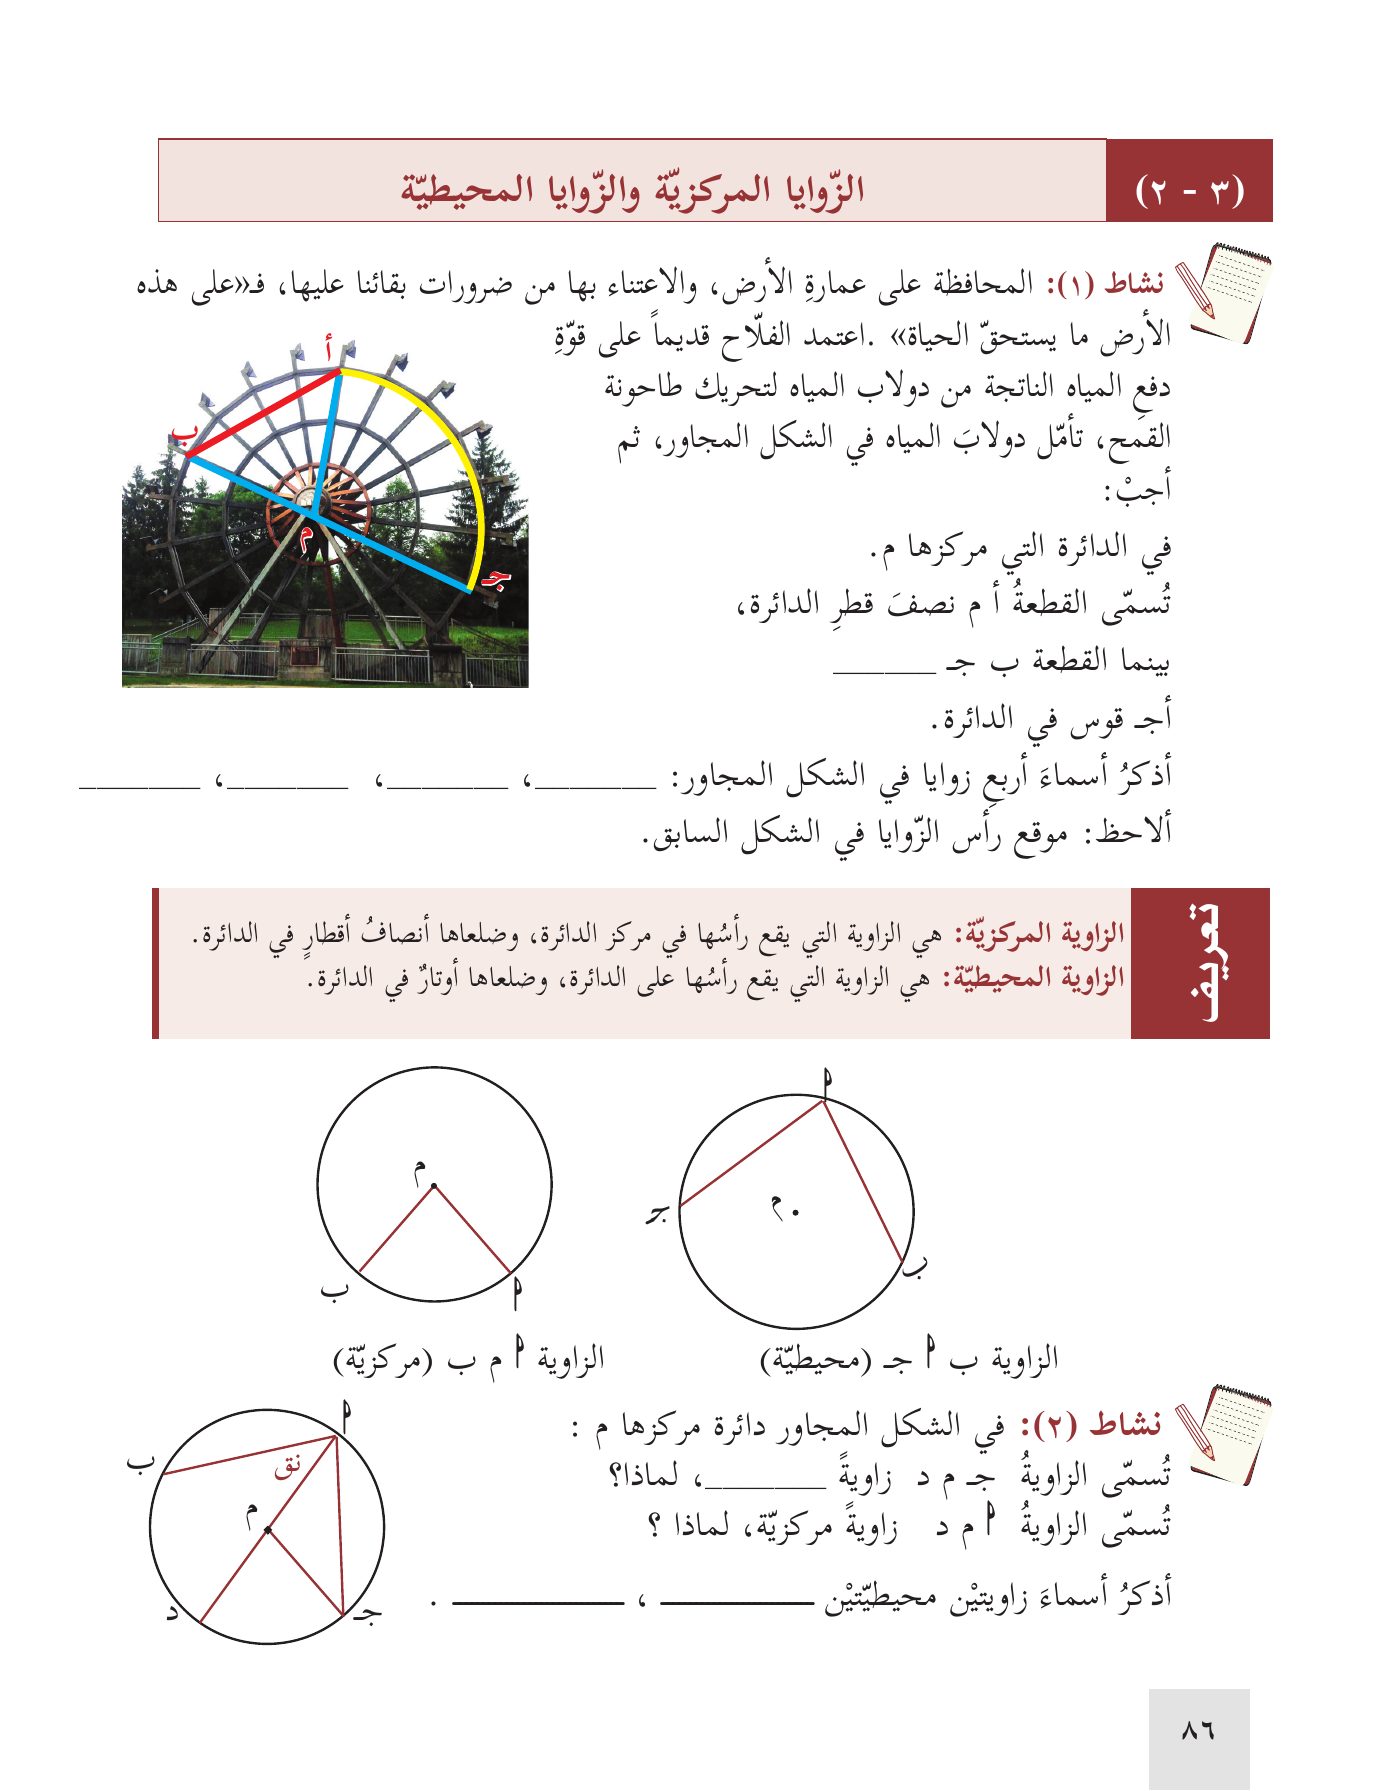 (٣ - ٢)
الزّوايا المركزيّة والزّوايا المحيطيّة
نشاط (١): المحافظة على عمارةِ الأرض، والاعتناء بها من ضرورات بقائنا عليها، فـ«على هذه
الأرض ما يستحقّ الحياة» .اعتمد الفلّاح قديماً على قوّةِ
دفعِ المياه الناتجة من دولاب المياه لتحريك طاحونة
القمح، تأمّل دولابَ المياه في الشكل المجاور، ثم
أجبْ:
أ
ب
م
جـ
في الدائرة التي مركزها م.
تُسمّى القطعةُ أ م نصفَ قطرِ الدائرة،
بينما القطعة ب جـ ______
أجـ قوس في الدائرة.
أذكرُ أسماءَ أربعِ زوايا في الشكل المجاور: _______، _______، _______، _______
ألاحظ: موقع رأس الزّوايا في الشكل السابق.
تعريف
الزاوية المركزيّة: هي الزاوية التي يقع رأسُها في مركز الدائرة، وضلعاها أنصافُ أقطارٍ في الدائرة.
الزاوية المحيطيّة: هي الزاوية التي يقع رأسُها على الدائرة، وضلعاها أوتارٌ في الدائرة.
أ
جـ
م
ب
م
ب
أ
الزاوية ب أ جـ (محيطيّة)
الزاوية أ م ب (مركزيّة)
نشاط (٢): في الشكل المجاور دائرة مركزها م :
تُسمّى الزاويةُ جـ م د زاويةً _______، لماذا؟
تُسمّى الزاويةُ أ م د زاويةً مركزيّة، لماذا ؟
أذكرُ أسماءَ زاويتيْن محيطيّتيْن _______ ، _______ .
أ
ب
نق
م
د
جـ
٨٦